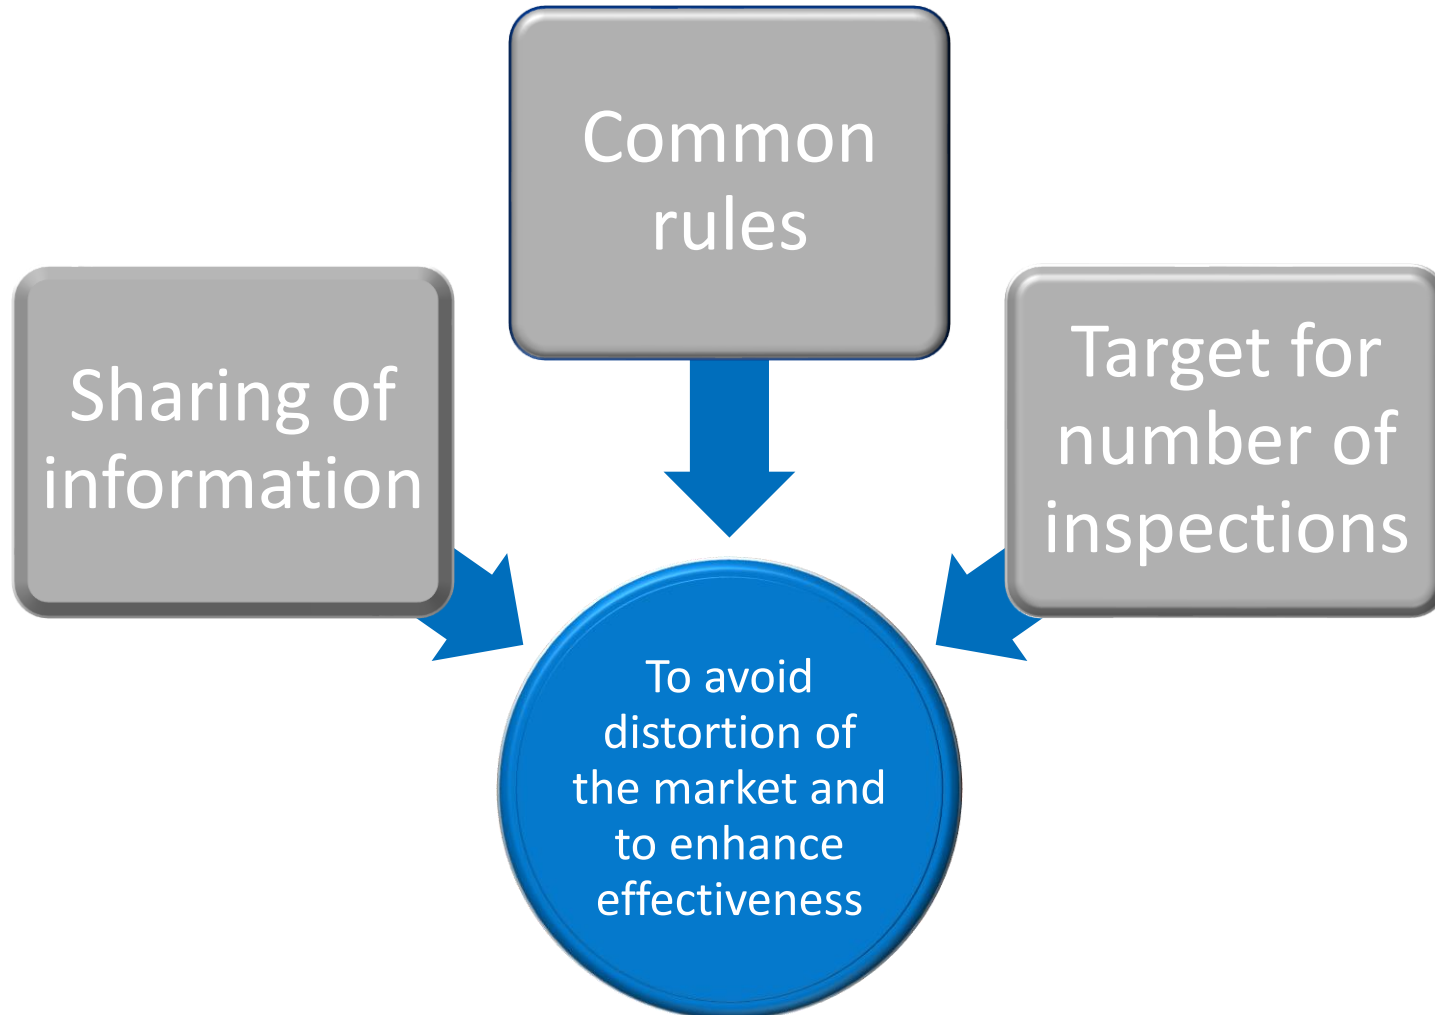 Common
rules
Sharing of
information
Target for
number of
inspections
To avoid
distortion of
the market and
to enhance
effectiveness